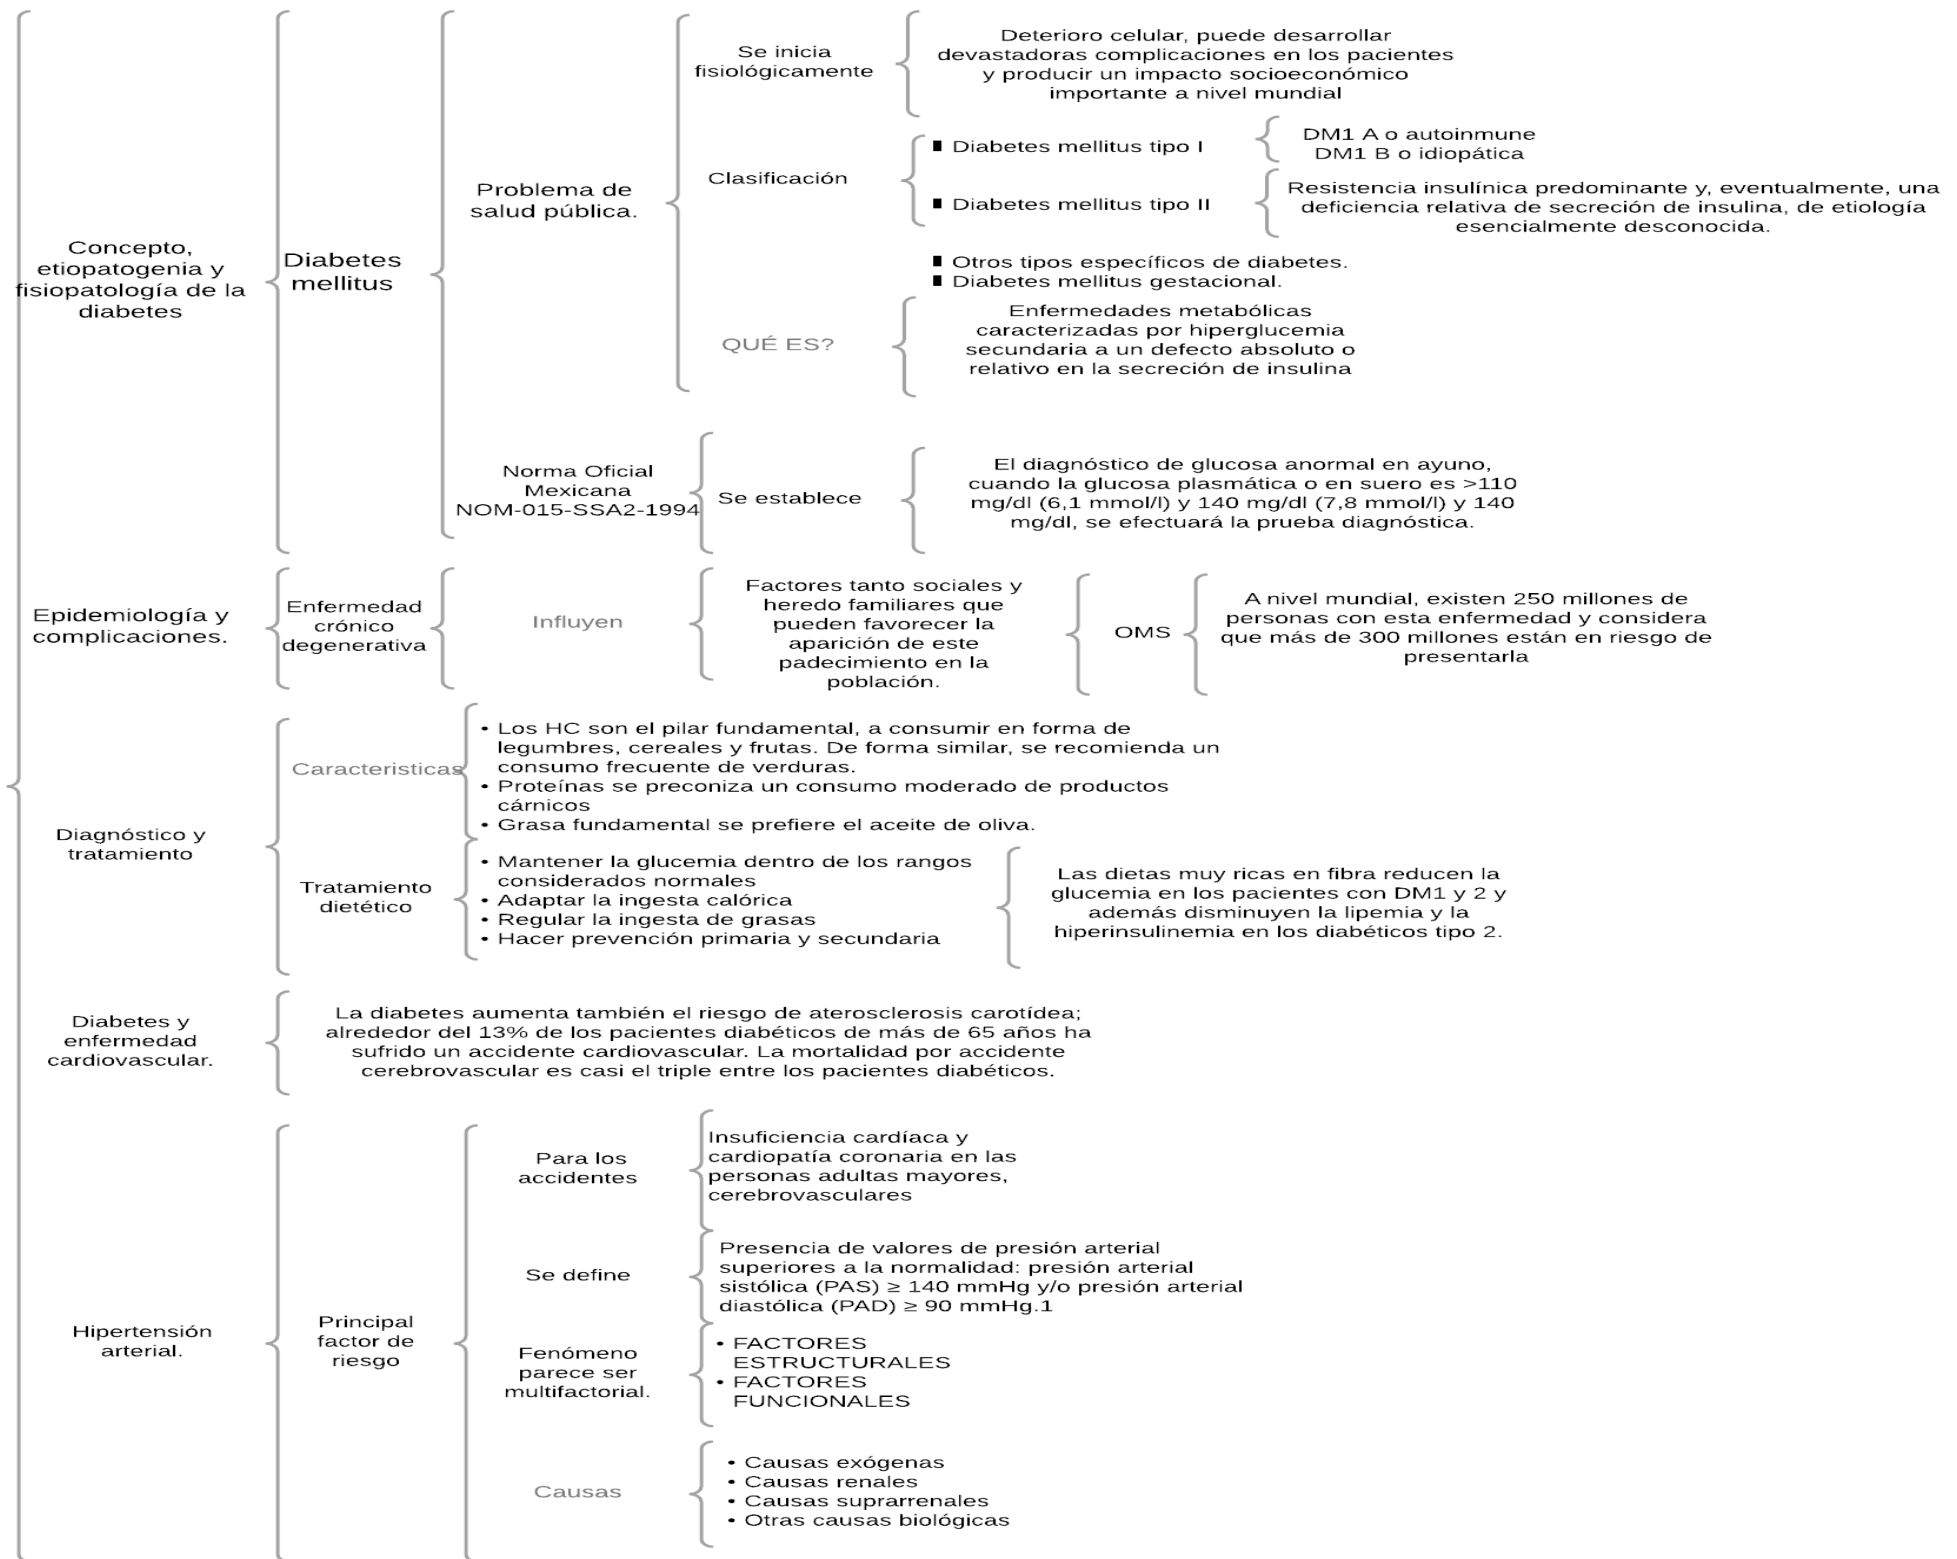 Concepto,
etiopatogenia y
fisiopatología de la
diabetes
Diabetes
mellitus
Problema de
salud pública.
Se inicia
fisiológicamente
Deterioro celular, puede desarrollar
devastadoras complicaciones en los pacientes
y producir un impacto socioeconómico
importante a nivel mundial
Clasificación
Diabetes mellitus tipo I
DM1 A o autoinmune
DM1 B o idiopática
Diabetes mellitus tipo II
Resistencia insulínica predominante y, eventualmente, una
deficiencia relativa de secreción de insulina, de etiología
esencialmente desconocida.
Otros tipos específicos de diabetes.
Diabetes mellitus gestacional.
QUÉ ES?
Enfermedades metabólicas
caracterizadas por hiperglucemia
secundaria a un defecto absoluto o
relativo en la secreción de insulina
Norma Oficial
Mexicana
NOM-015-SSA2-1994
Se establece
El diagnóstico de glucosa anormal en ayuno,
cuando la glucosa plasmática o en suero es >110
mg/dl (6,1 mmol/l) y 140 mg/dl (7,8 mmol/l) y 140
mg/dl, se efectuará la prueba diagnóstica.
Epidemiología y
complicaciones.
Enfermedad
crónico
degenerativa
Influyen
Factores tanto sociales y
heredo familiares que
pueden favorecer la
aparición de este
padecimiento en la
población.
OMS
A nivel mundial, existen 250 millones de
personas con esta enfermedad y considera
que más de 300 millones están en riesgo de
presentarla
Diagnóstico y
tratamiento
Caracteristicas
• Los HC son el pilar fundamental, a consumir en forma de
legumbres, cereales y frutas. De forma similar, se recomienda un
consumo frecuente de verduras.
• Proteínas se preconiza un consumo moderado de productos
cárnicos
• Grasa fundamental se prefiere el aceite de oliva.
Tratamiento
dietético
• Mantener la glucemia dentro de los rangos
considerados normales
• Adaptar la ingesta calórica
• Regular la ingesta de grasas
• Hacer prevención primaria y secundaria
Las dietas muy ricas en fibra reducen la
glucemia en los pacientes con DM1 y 2 y
además disminuyen la lipemia y la
hiperinsulinemia en los diabéticos tipo 2.
Diabetes y
enfermedad
cardiovascular.
La diabetes aumenta también el riesgo de aterosclerosis carotídea;
alrededor del 13% de los pacientes diabéticos de más de 65 años ha
sufrido un accidente cardiovascular. La mortalidad por accidente
cerebrovascular es casi el triple entre los pacientes diabéticos.
Hipertensión
arterial.
Principal
factor de
riesgo
Para los
accidentes
Insuficiencia cardíaca y
cardiopatía coronaria en las
personas adultas mayores,
cerebrovasculares
Se define
Presencia de valores de presión arterial
superiores a la normalidad: presión arterial
sistólica (PAS) ≥ 140 mmHg y/o presión arterial
diastólica (PAD) ≥ 90 mmHg.1
Fenómeno
parece ser
multifactorial.
• FACTORES
ESTRUCTURALES
• FACTORES
FUNCIONALES
Causas
• Causas exógenas
• Causas renales
• Causas suprarrenales
• Otras causas biológicas